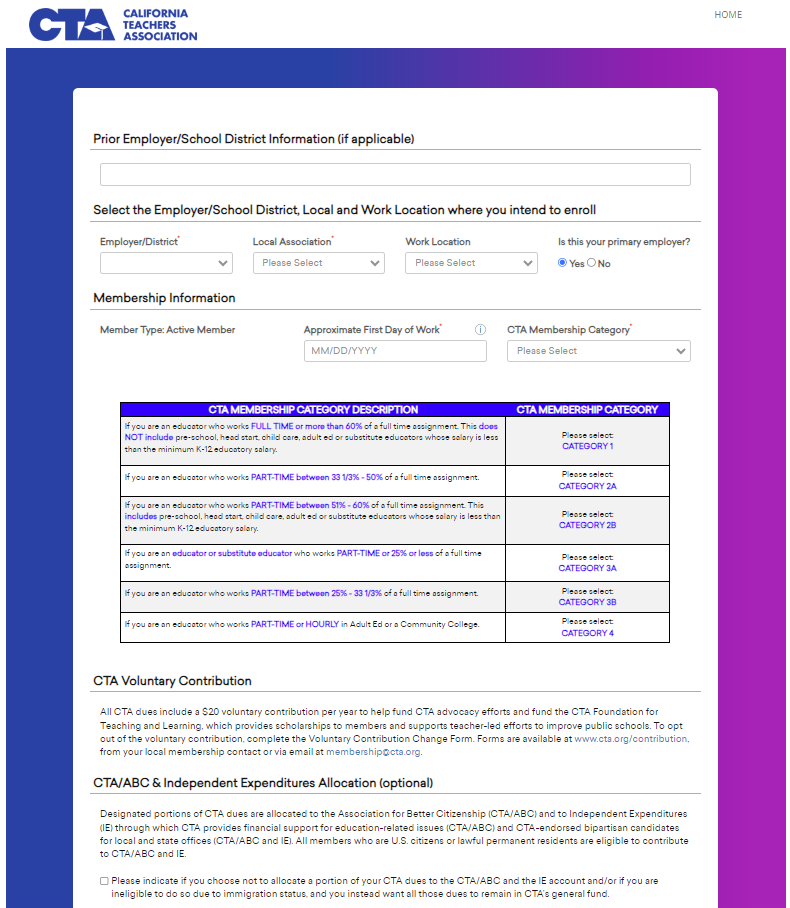 CTA
CALIFORNIA
TEACHERS
ASSOCIATION
HOME
Prior Employer/School District Information (if applicable)
Select the Employer/School District, Local and Work Location where you intend to enroll
Employer/District* Local Association* Work Location Is this your primary employer?
Please Select Please Select Yes No
Membership Information
Member Type: Active Member Approximate First Day of Work* i CTA Membership Category*
MM/DD/YYYY Please Select
CTA MEMBERSHIP CATEGORY DESCRIPTION CTA MEMBERSHIP CATEGORY
If you are an educator who works FULL TIME or more than 60% of a full time assignment. This does
NOT include pre-school, head start, child care, adult ed or substitute educators whose salary is less
than the minimum K-12 educatory salary.
Please select:
CATEGORY 1
If you are an educator who works PART-TIME between 33 1/3% - 50% of a full time assignment.
Please select:
CATEGORY 2A
If you are an educator who works PART-TIME between 51% - 60% of a full time assignment. This
includes pre-school, head start, child care, adult ed or substitute educators whose salary is less than
the minimum K-12 educatory salary.
Please select:
CATEGORY 2B
If you are an educator or substitute educator who works PART-TIME or 25% or less of a full time
assignment.
Please select:
CATEGORY 3A
If you are an educator who works PART-TIME between 25% - 33 1/3% of a full time assignment.
Please select:
CATEGORY 3B
If you are an educator who works PART-TIME or HOURLY in Adult Ed or a Community College.
Please select:
CATEGORY 4
CTA Voluntary Contribution
All CTA dues include a $20 voluntary contribution per year to help fund CTA advocacy efforts and fund the CTA Foundation for
Teaching and Learning, which provides scholarships to members and supports teacher-led efforts to improve public schools. To opt
out of the voluntary contribution, complete the Voluntary Contribution Change Form. Forms are available at www.cta.org/contribution,
from your local membership contact or via email at membership@cta.org.
CTA/ABC & Independent Expenditures Allocation (optional)
Designated portions of CTA dues are allocated to the Association for Better Citizenship (CTA/ABC) and to Independent Expenditures
(IE) through which CTA provides financial support for education-related issues (CTA/ABC) and CTA-endorsed bipartisan candidates
for local and state offices (CTA/ABC and IE). All members who are U.S. citizens or lawful permanent residents are eligible to contribute
to CTA/ABC and IE.
Please indicate if you choose not to allocate a portion of your CTA dues to the CTA/ABC and the IE account and/or if you are
ineligible to do so due to immigration status, and you instead want all those dues to remain in CTA's general fund.